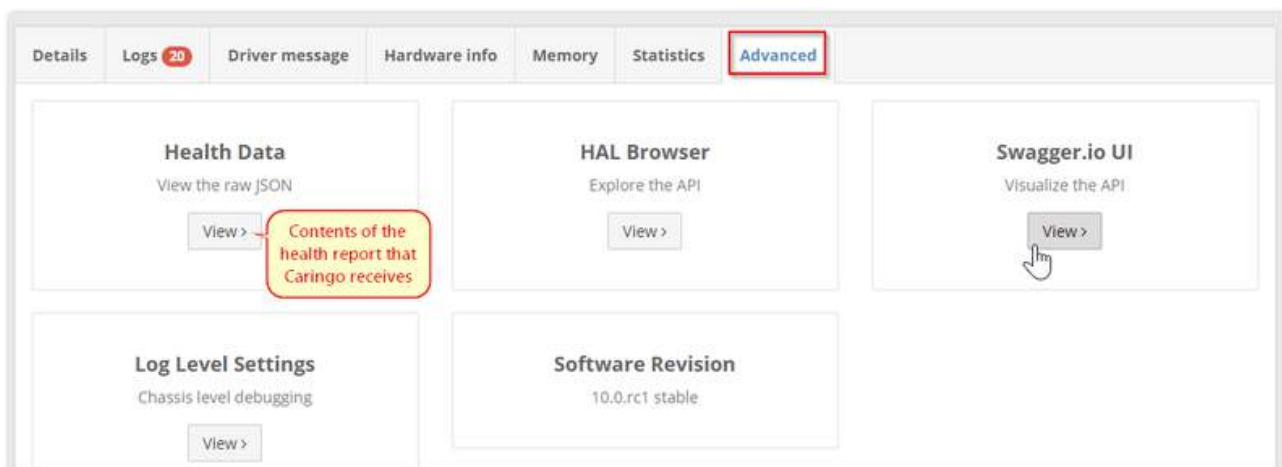 Details Logs 20 Driver message Hardware info Memory Statistics Advanced
Health Data
View the raw JSON
View >
Contents of the
health report that
Caringo receives
HAL Browser
Explore the API
View >
Swagger.io UI
Visualize the API
View >
Log Level Settings
Chassis level debugging
View >
Software Revision
10.0.rc1 stable